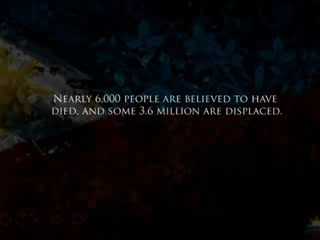 Nearly 6,000 people are believed to have
died, and some 3.6 million are displaced.